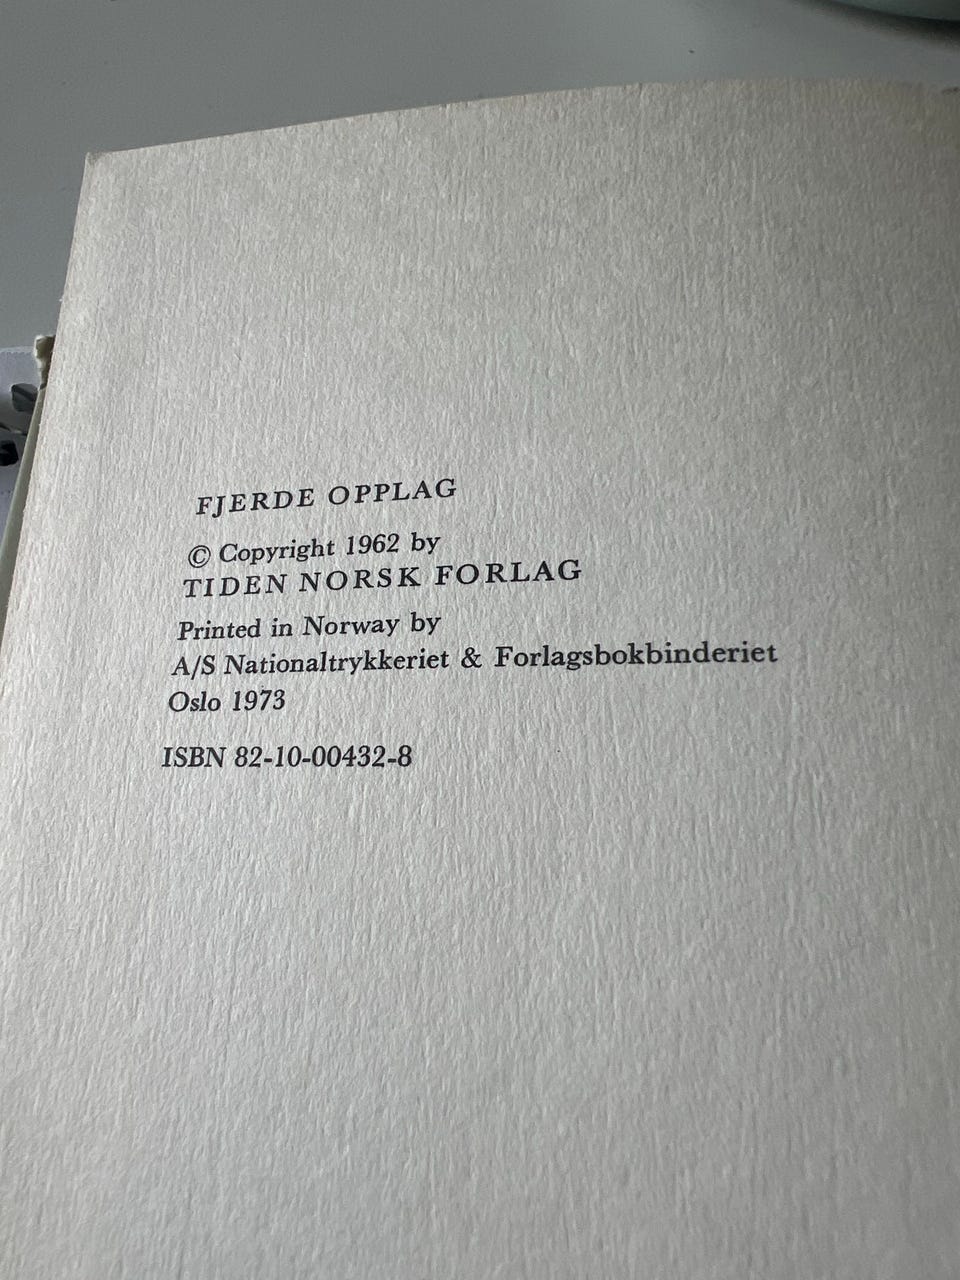 FJERDE OPPLAG
© Copyright 1962 by
TIDEN NORSK FORLAG
Printed in Norway by
A/S Nationaltrykkeriet & Forlagsbokbinderiet
Oslo 1973
ISBN 82-10-00432-8